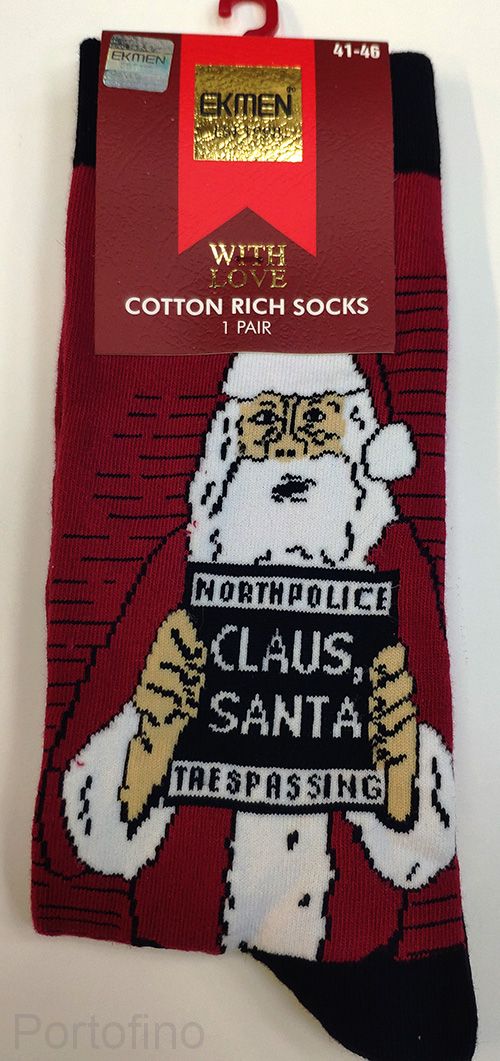 41-46
EKMEN
EKMEN®
WITH
LOVE
COTTON RICH SOCKS
1 PAIR
NORTHPOLICE
CLAUS,
SANTA
TRESPASSING
Portofino